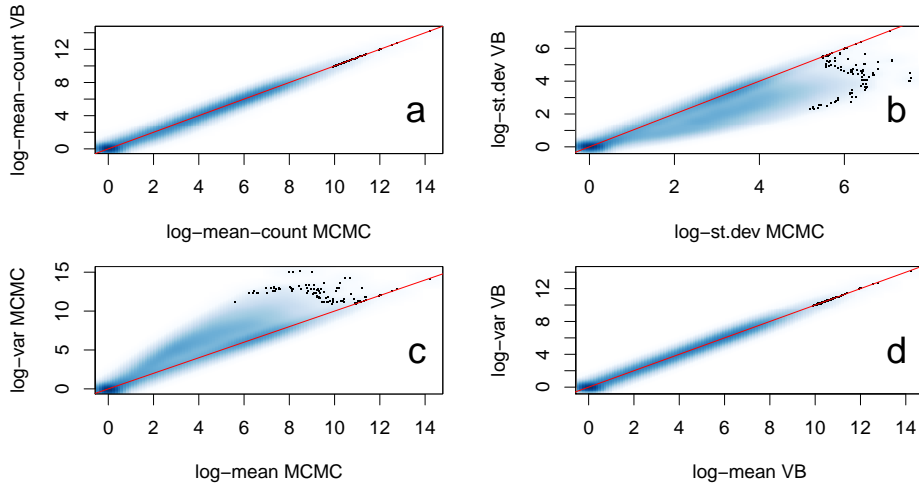 log−mean−count VB
0 4 8 12
a
0 2 4 6 8 10 12 14
log−mean−count MCMC
log−st.dev VB
0 2 4 6
b
0 2 4 6
log−st.dev MCMC
log−var MCMC
0 5 10 15
c
0 2 4 6 8 10 12 14
log−mean MCMC
log−var VB
0 4 8 12
d
0 2 4 6 8 10 12 14
log−mean VB